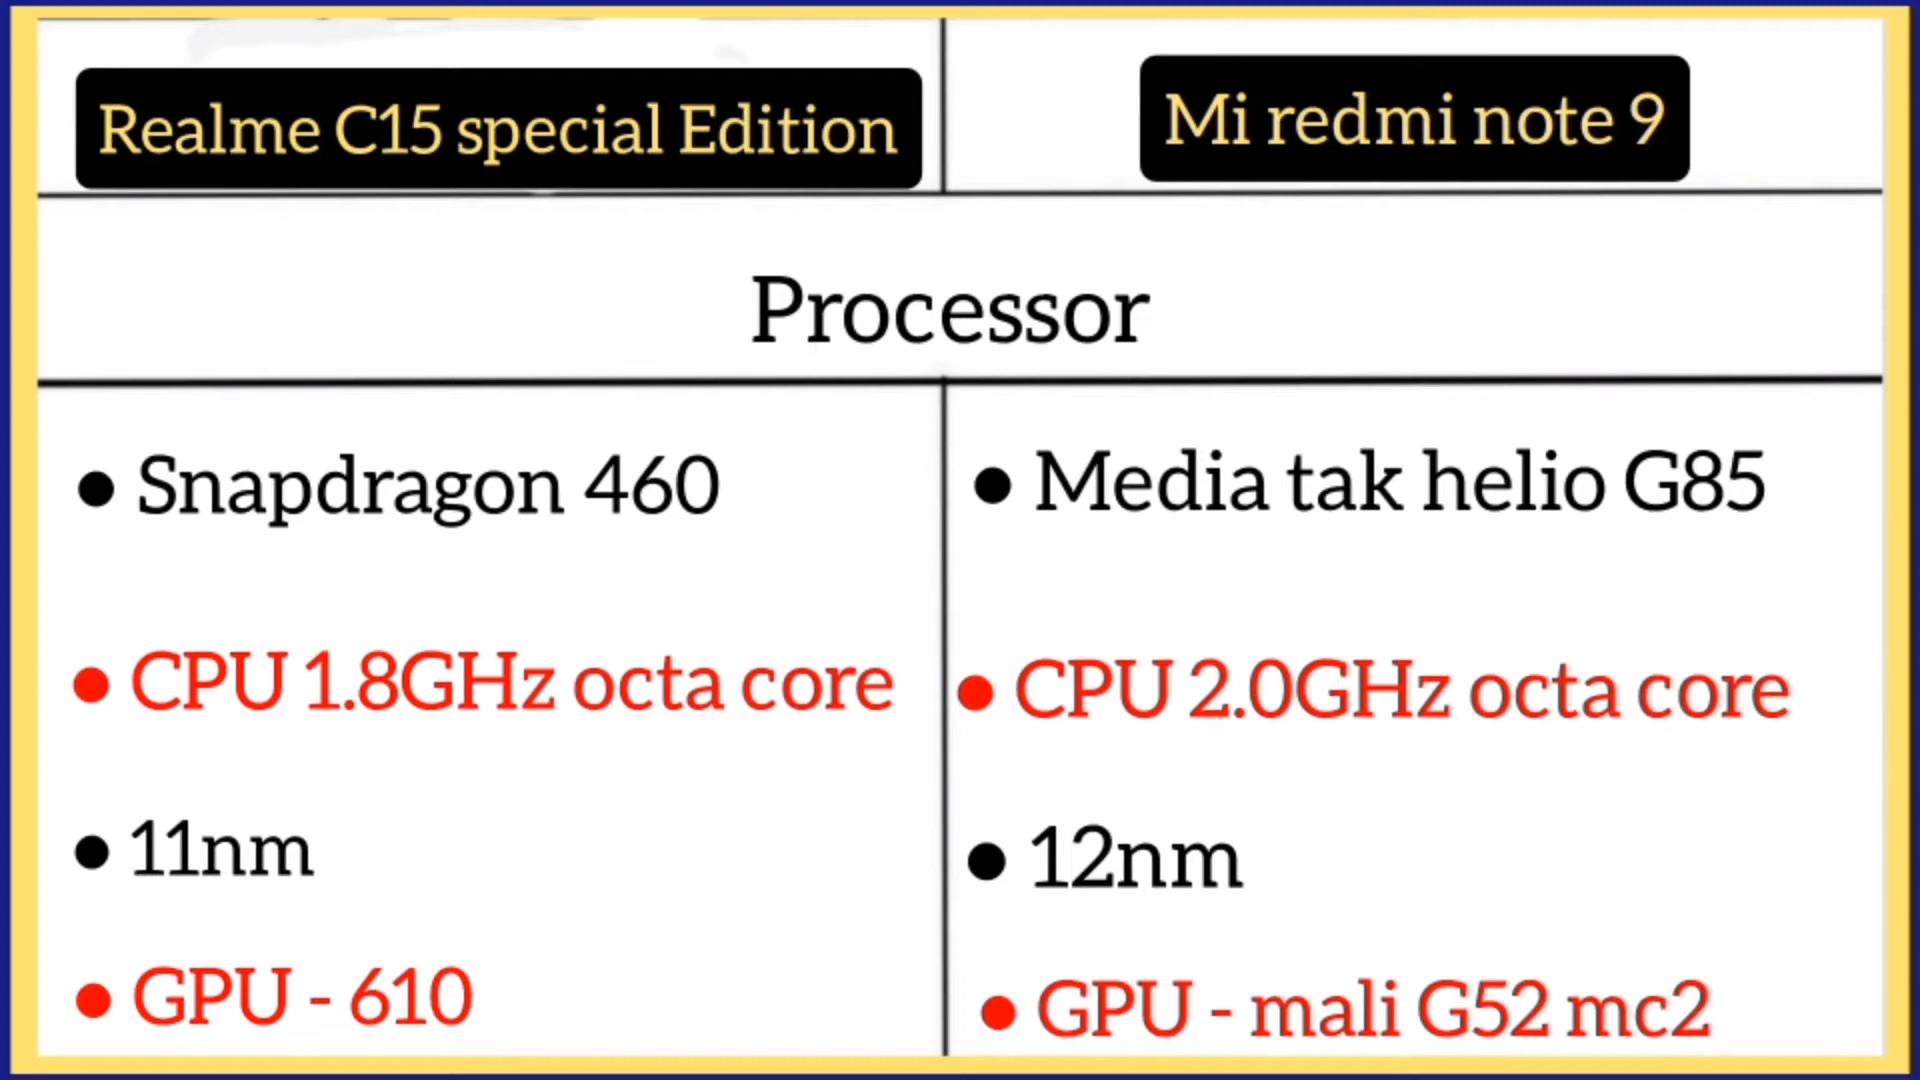 Realme C15 special Edition
Mi redmi note 9
Processor
● Snapdragon 460
● Media tak helio G85
● CPU 1.8GHz octa core
● CPU 2.0GHz octa core
● 11nm
● 12nm
● GPU - 610
● GPU - mali G52 mc2